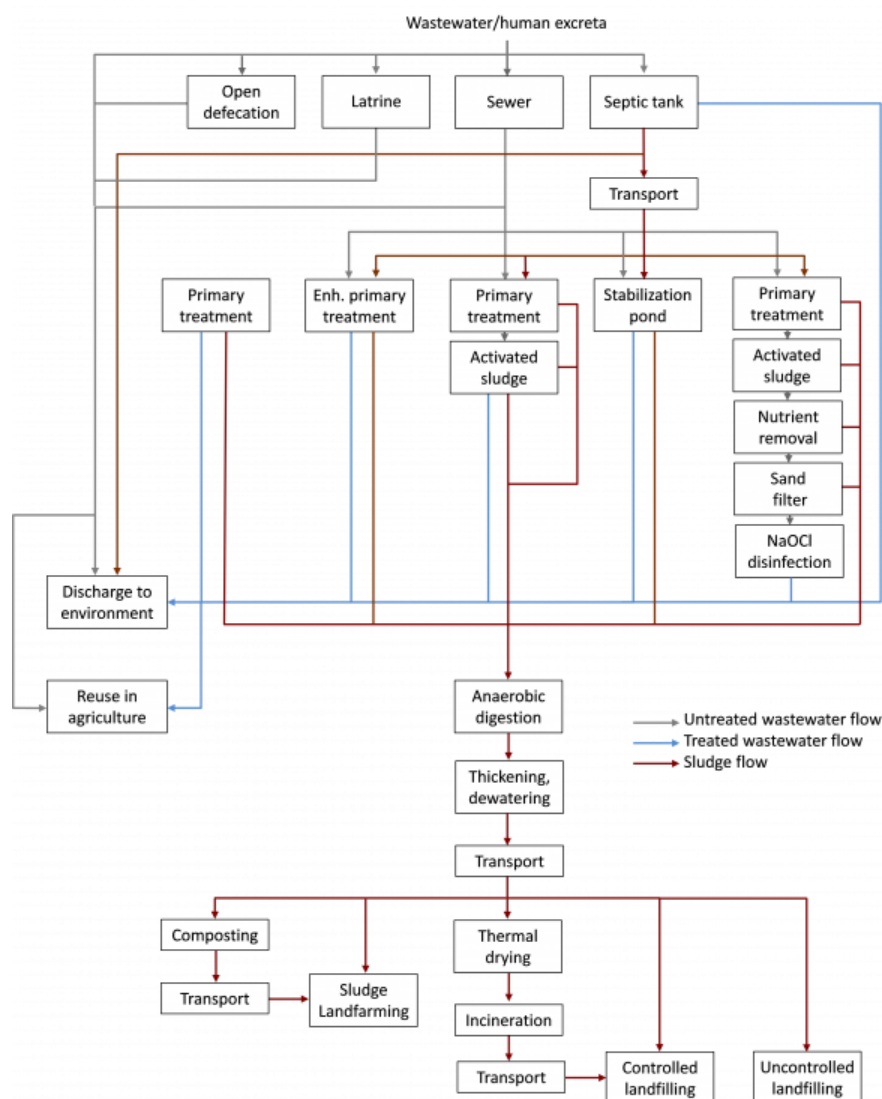 Wastewater/human excreta
Open
defecation
Latrine
Sewer
Septic tank
Transport
Primary
treatment
Enh. primary
treatment
Primary
treatment
Stabilization
pond
Primary
treatment
Activated
sludge
Activated
sludge
Nutrient
removal
Sand
filter
NaOCl
disinfection
Discharge to
environment
Reuse in
agriculture
Anaerobic
digestion
Untreated wastewater flow
Treated wastewater flow
Sludge flow
Thickening,
dewatering
Transport
Composting
Thermal
drying
Transport
Sludge
Landfarming
Incineration
Transport
Controlled
landfilling
Uncontrolled
landfilling